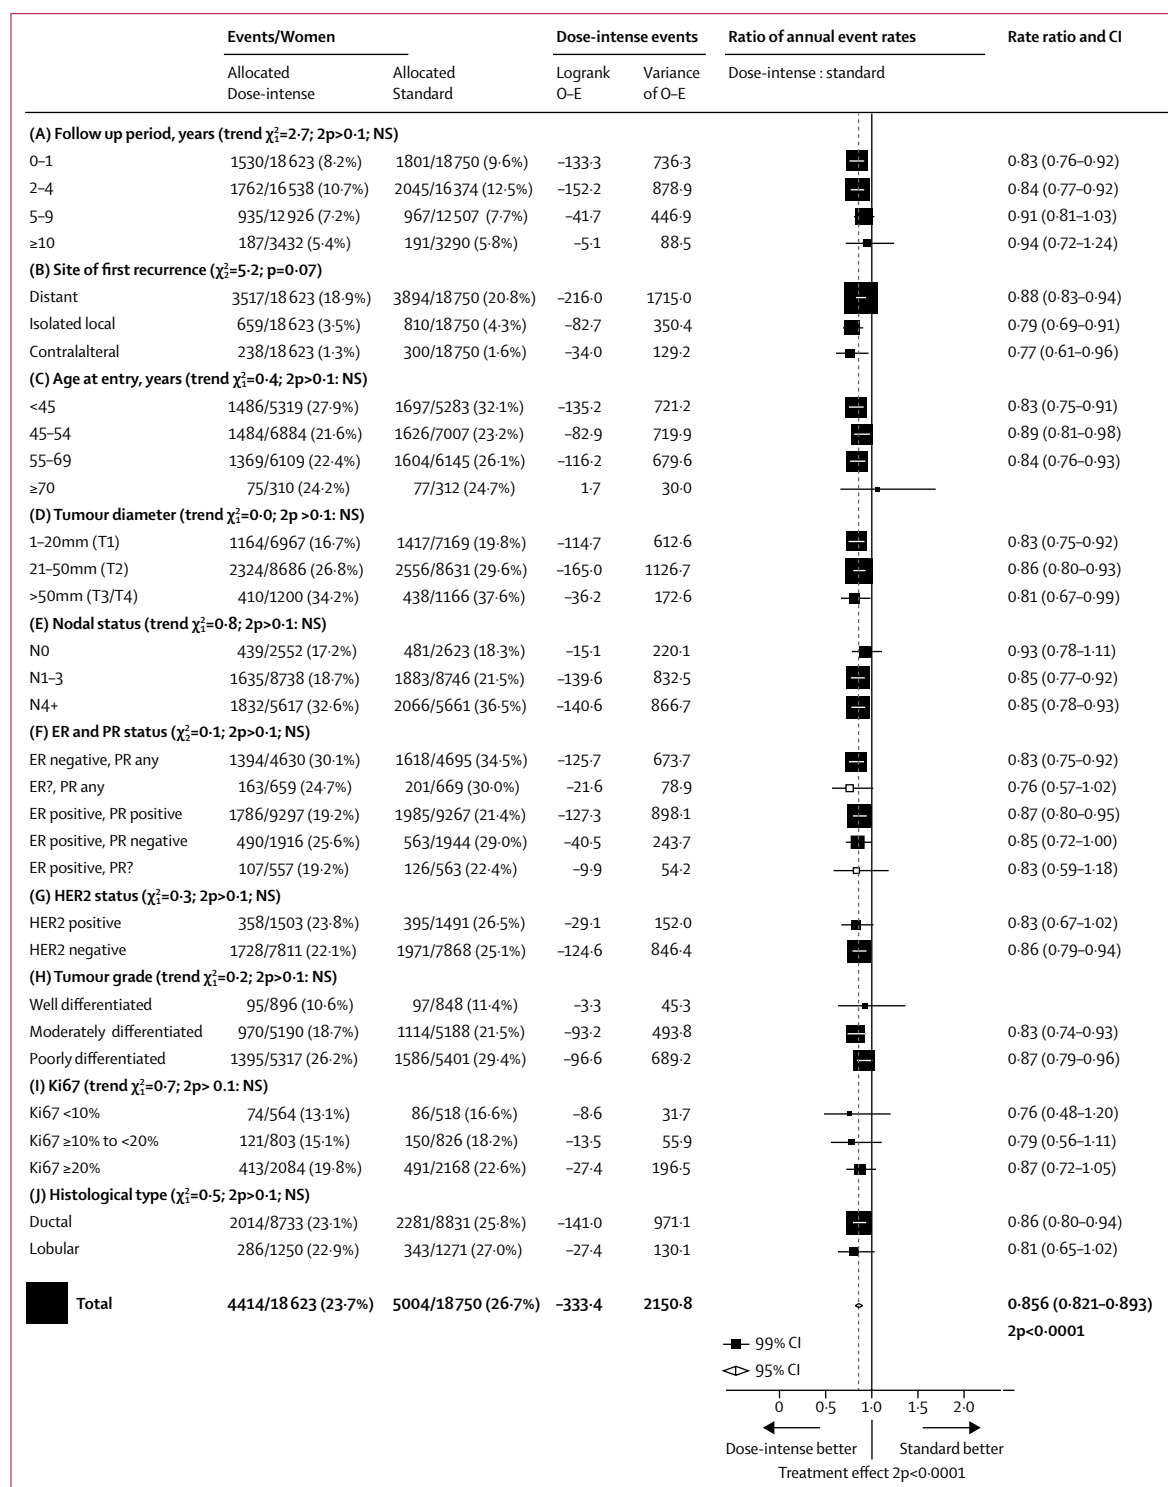 Events/Women Dose-intense events Ratio of annual event rates Rate ratio and CI
Allocated Dose-intense Allocated Standard Logrank O–E Variance of O–E Dose-intense : standard
(A) Follow up period, years (trend χ²₁=2·7; 2p>0·1; NS)
0–1 1530/18 623 (8·2%) 1801/18 750 (9·6%) –133·3 736·3 0·83 (0·76–0·92)
2–4 1762/16 538 (10·7%) 2045/16 374 (12·5%) –152·2 878·9 0·84 (0·77–0·92)
5–9 935/12 926 (7·2%) 967/12 507 (7·7%) –41·7 446·9 0·91 (0·81–1·03)
≥10 187/3432 (5·4%) 191/3290 (5·8%) –5·1 88·5 0·94 (0·72–1·24)
(B) Site of first recurrence (χ²₂=5·2; p=0·07)
Distant 3517/18 623 (18·9%) 3894/18 750 (20·8%) –216·0 1715·0 0·88 (0·83–0·94)
Isolated local 659/18 623 (3·5%) 810/18 750 (4·3%) –82·7 350·4 0·79 (0·69–0·91)
Contralalteral 238/18 623 (1·3%) 300/18 750 (1·6%) –34·0 129·2 0·77 (0·61–0·96)
(C) Age at entry, years (trend χ²₁=0·4; 2p>0·1: NS)
<45 1486/5319 (27·9%) 1697/5283 (32·1%) –135·2 721·2 0·83 (0·75–0·91)
45–54 1484/6884 (21·6%) 1626/7007 (23·2%) –82·9 719·9 0·89 (0·81–0·98)
55–69 1369/6109 (22·4%) 1604/6145 (26·1%) –116·2 679·6 0·84 (0·76–0·93)
≥70 75/310 (24·2%) 77/312 (24·7%) 1·7 30·0
(D) Tumour diameter (trend χ²₁=0·0; 2p >0·1: NS)
1–20mm (T1) 1164/6967 (16·7%) 1417/7169 (19·8%) –114·7 612·6 0·83 (0·75–0·92)
21–50mm (T2) 2324/8686 (26·8%) 2556/8631 (29·6%) –165·0 1126·7 0·86 (0·80–0·93)
>50mm (T3/T4) 410/1200 (34·2%) 438/1166 (37·6%) –36·2 172·6 0·81 (0·67–0·99)
(E) Nodal status (trend χ²₁=0·8; 2p>0·1: NS)
N0 439/2552 (17·2%) 481/2623 (18·3%) –15·1 220·1 0·93 (0·78–1·11)
N1–3 1635/8738 (18·7%) 1883/8746 (21·5%) –139·6 832·5 0·85 (0·77–0·92)
N4+ 1832/5617 (32·6%) 2066/5661 (36·5%) –140·6 866·7 0·85 (0·78–0·93)
(F) ER and PR status (χ²₂=0·1; 2p>0·1; NS)
ER negative, PR any 1394/4630 (30·1%) 1618/4695 (34·5%) –125·7 673·7 0·83 (0·75–0·92)
ER?, PR any 163/659 (24·7%) 201/669 (30·0%) –21·6 78·9 0·76 (0·57–1·02)
ER positive, PR positive 1786/9297 (19·2%) 1985/9267 (21·4%) –127·3 898·1 0·87 (0·80–0·95)
ER positive, PR negative 490/1916 (25·6%) 563/1944 (29·0%) –40·5 243·7 0·85 (0·72–1·00)
ER positive, PR? 107/557 (19·2%) 126/563 (22·4%) –9·9 54·2 0·83 (0·59–1·18)
(G) HER2 status (χ²₁=0·3; 2p>0·1; NS)
HER2 positive 358/1503 (23·8%) 395/1491 (26·5%) –29·1 152·0 0·83 (0·67–1·02)
HER2 negative 1728/7811 (22·1%) 1971/7868 (25·1%) –124·6 846·4 0·86 (0·79–0·94)
(H) Tumour grade (trend χ²₁=0·2; 2p>0·1: NS)
Well differentiated 95/896 (10·6%) 97/848 (11·4%) –3·3 45·3
Moderately differentiated 970/5190 (18·7%) 1114/5188 (21·5%) –93·2 493·8 0·83 (0·74–0·93)
Poorly differentiated 1395/5317 (26·2%) 1586/5401 (29·4%) –96·6 689·2 0·87 (0·79–0·96)
(I) Ki67 (trend χ²₁=0·7; 2p> 0.1: NS)
Ki67 <10% 74/564 (13·1%) 86/518 (16·6%) –8·6 31·7 0·76 (0·48–1·20)
Ki67 ≥10% to <20% 121/803 (15·1%) 150/826 (18·2%) –13·5 55·9 0·79 (0·56–1·11)
Ki67 ≥20% 413/2084 (19·8%) 491/2168 (22·6%) –27·4 196·5 0·87 (0·72–1·05)
(J) Histological type (χ²₁=0·5; 2p>0·1; NS)
Ductal 2014/8733 (23·1%) 2281/8831 (25·8%) –141·0 971·1 0·86 (0·80–0·94)
Lobular 286/1250 (22·9%) 343/1271 (27·0%) –27·4 130·1 0·81 (0·65–1·02)
Total 4414/18 623 (23·7%) 5004/18 750 (26·7%) –333·4 2150·8 0·856 (0·821–0·893)
2p<0·0001
99% CI
95% CI
0 0·5 1·0 1·5 2·0
Dose-intense better Standard better
Treatment effect 2p<0·0001